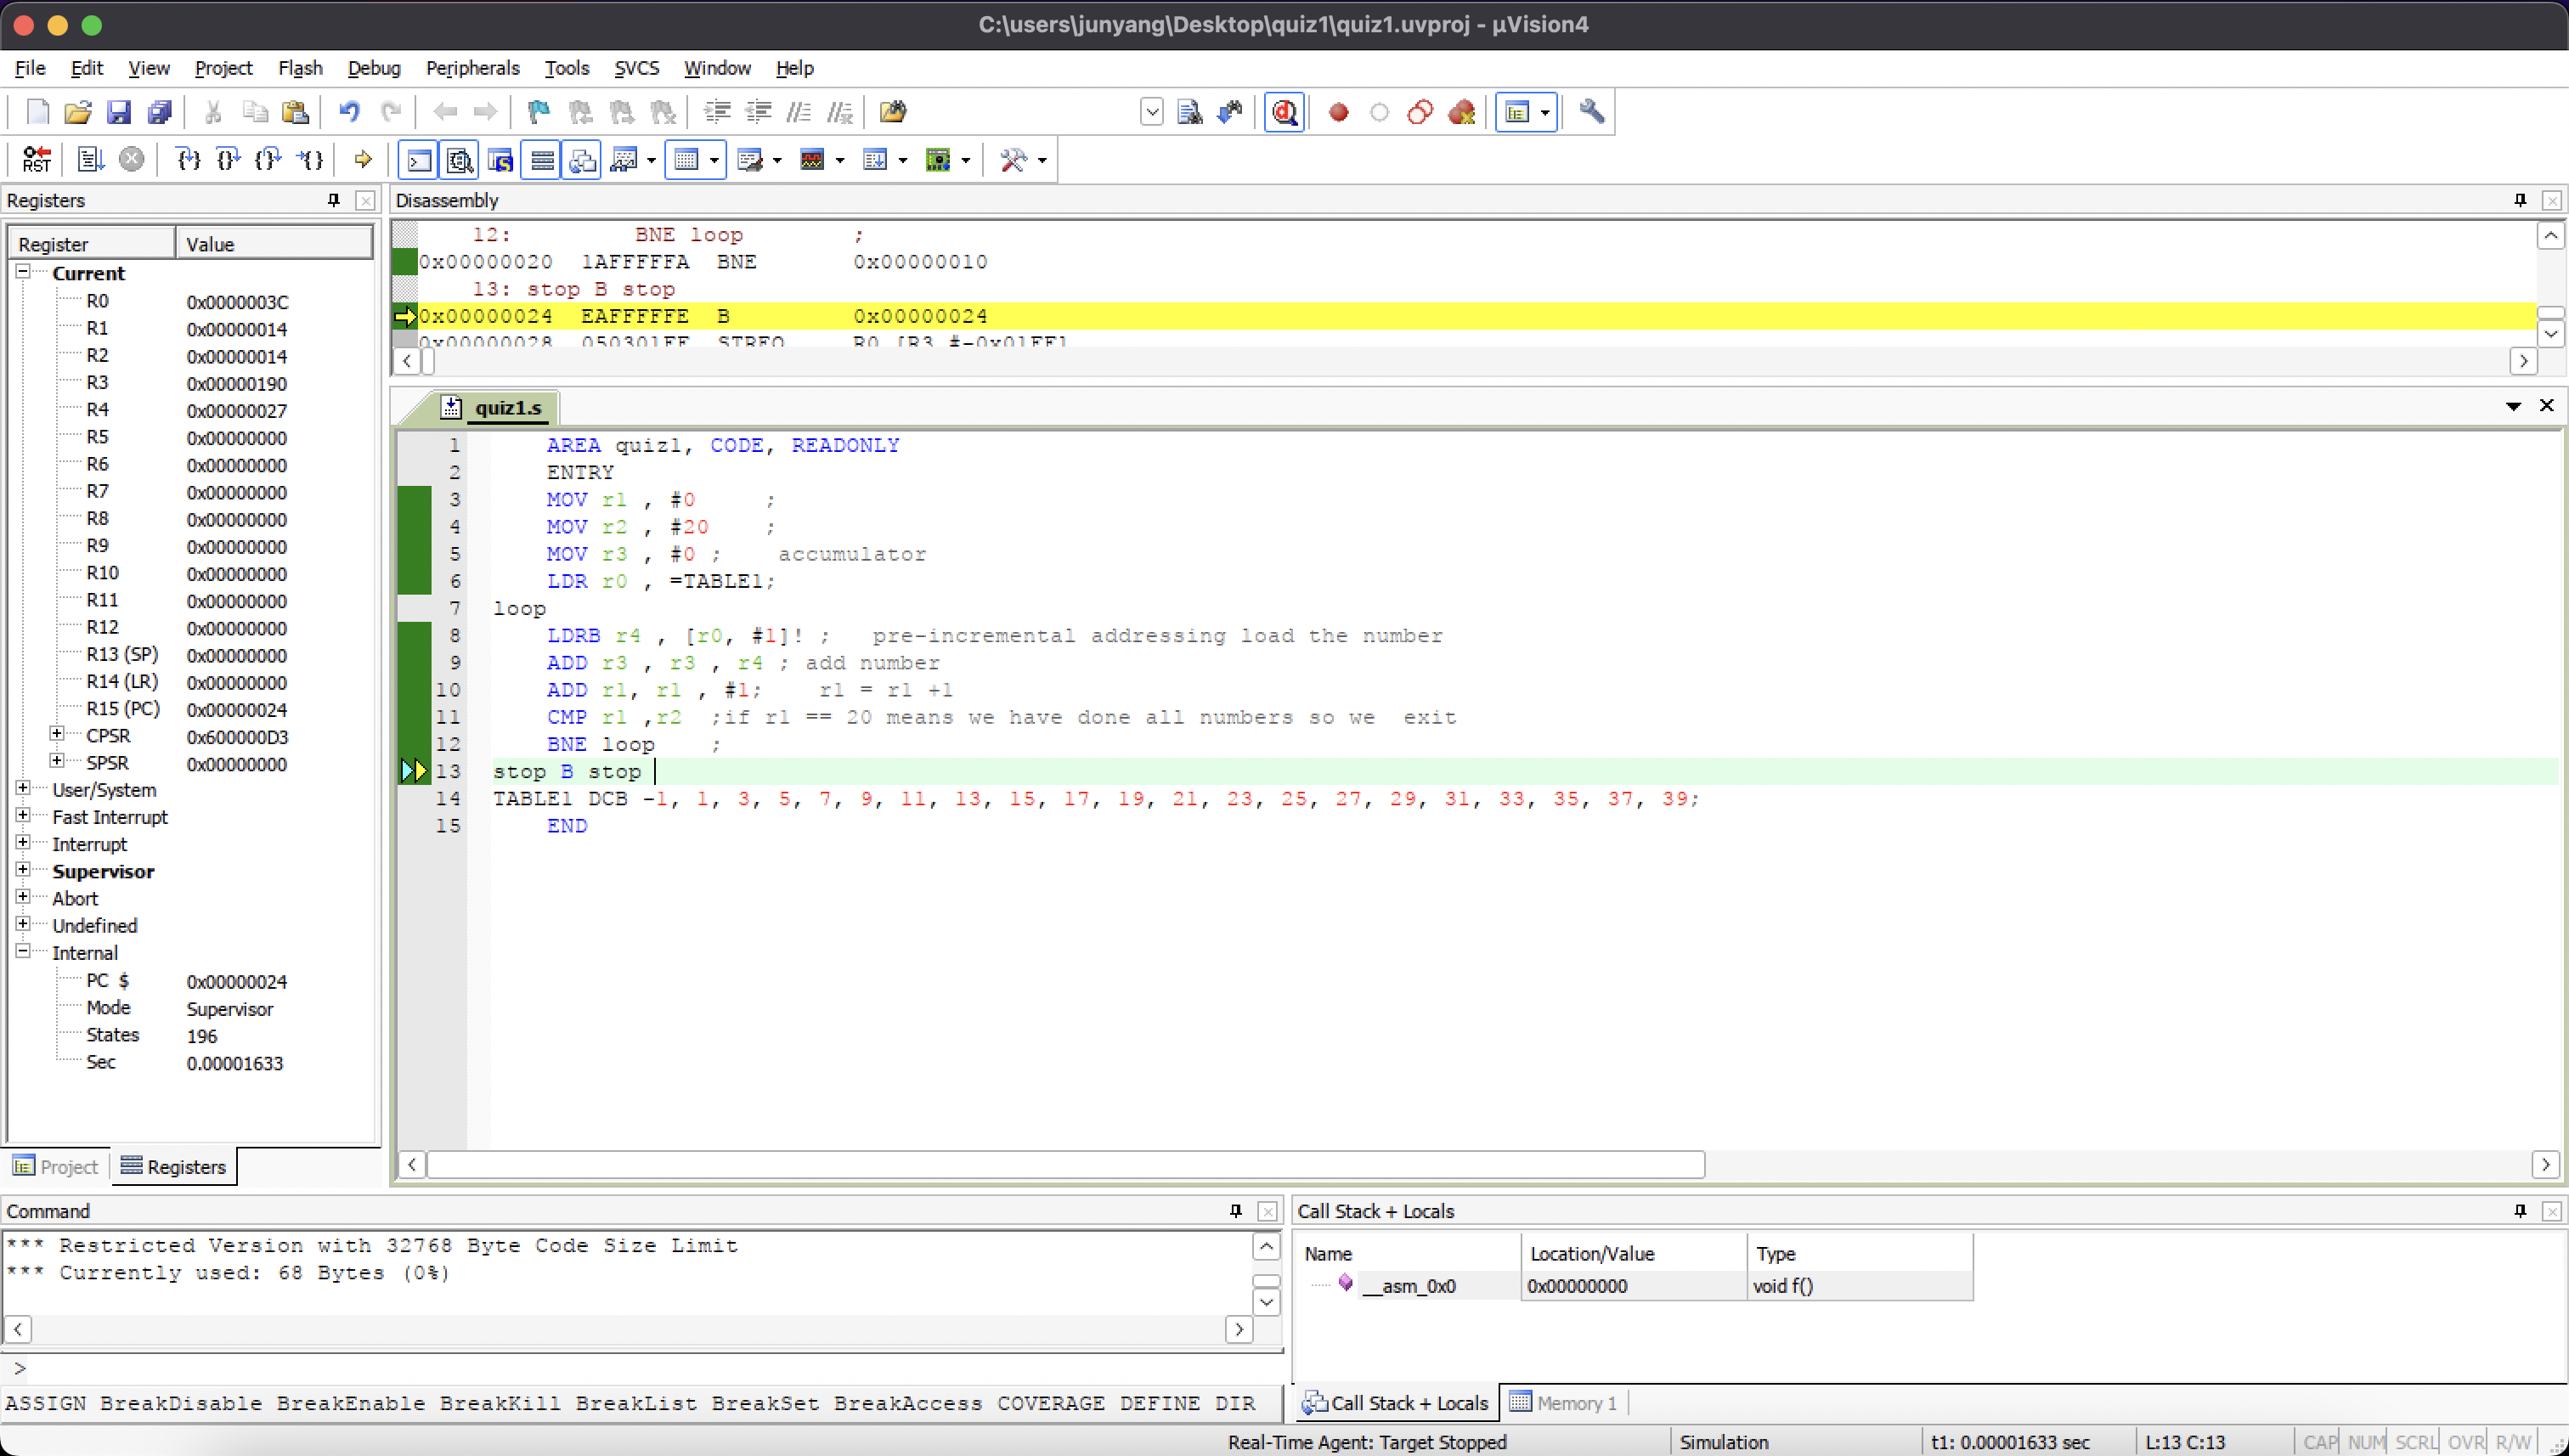 C:\users\junyang\Desktop\quiz1\quiz1.uvproj - µVision4
File Edit View Project Flash Debug Peripherals Tools SVCS Window Help
RST
Registers
Register Value
Current
R0 0x0000003C
R1 0x00000014
R2 0x00000014
R3 0x00000190
R4 0x00000027
R5 0x00000000
R6 0x00000000
R7 0x00000000
R8 0x00000000
R9 0x00000000
R10 0x00000000
R11 0x00000000
R12 0x00000000
R13 (SP) 0x00000000
R14 (LR) 0x00000000
R15 (PC) 0x00000024
CPSR 0x600000D3
SPSR 0x00000000
User/System
Fast Interrupt
Interrupt
Supervisor
Abort
Undefined
Internal
PC $ 0x00000024
Mode Supervisor
States 196
Sec 0.00001633
Project Registers
Disassembly
12: BNE loop ;
0x00000020 1AFFFFFA BNE 0x00000010
13: stop B stop
0x00000024 EAFFFFFE B 0x00000024
0x00000028 050301FF STREQ R0,[R3,#-0x01FF]
quiz1.s
1 AREA quiz1, CODE, READONLY
2 ENTRY
3 MOV r1 , #0 ;
4 MOV r2 , #20 ;
5 MOV r3 , #0 ; accumulator
6 LDR r0 , =TABLE1;
7 loop
8 LDRB r4 , [r0, #1]! ; pre-incremental addressing load the number
9 ADD r3 , r3 , r4 ; add number
10 ADD r1, r1 , #1; r1 = r1 +1
11 CMP r1 ,r2 ;if r1 == 20 means we have done all numbers so we exit
12 BNE loop ;
13 stop B stop
14 TABLE1 DCB -1, 1, 3, 5, 7, 9, 11, 13, 15, 17, 19, 21, 23, 25, 27, 29, 31, 33, 35, 37, 39;
15 END
Command
*** Restricted Version with 32768 Byte Code Size Limit
*** Currently used: 68 Bytes (0%)
>
ASSIGN BreakDisable BreakEnable BreakKill BreakList BreakSet BreakAccess COVERAGE DEFINE DIR
Call Stack + Locals
Name Location/Value Type
__asm_0x0 0x00000000 void f()
Call Stack + Locals Memory 1
Real-Time Agent: Target Stopped Simulation t1: 0.00001633 sec L:13 C:13 CAP NUM SCRL OVR R/W